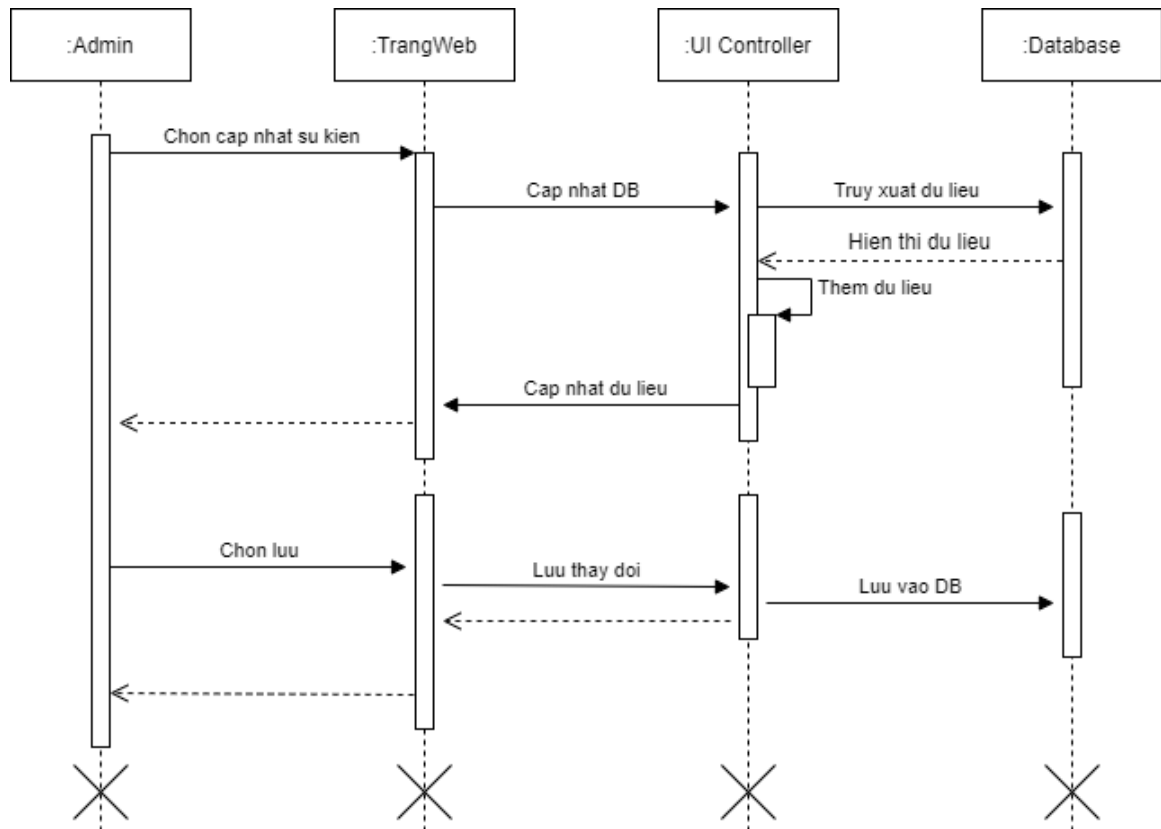 :Admin
:TrangWeb
:UI Controller
:Database
Chon cap nhat su kien
Cap nhat DB
Truy xuat du lieu
Hien thi du lieu
Them du lieu
Cap nhat du lieu
Chon luu
Luu thay doi
Luu vao DB